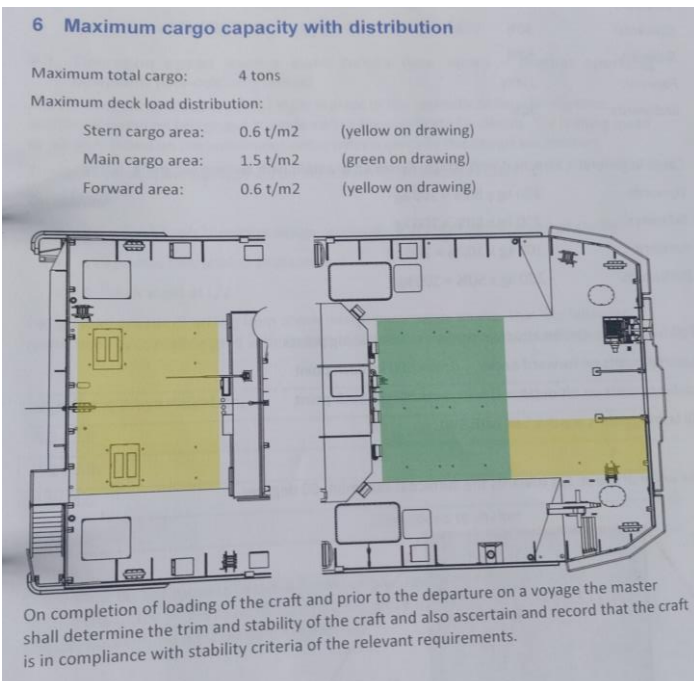 6 Maximum cargo capacity with distribution
Maximum total cargo: 4 tons
Maximum deck load distribution:
Stern cargo area: 0.6 t/m2 (yellow on drawing)
Main cargo area: 1.5 t/m2 (green on drawing)
Forward area: 0.6 t/m2 (yellow on drawing)
On completion of loading of the craft and prior to the departure on a voyage the master
shall determine the trim and stability of the craft and also ascertain and record that the craft
is in compliance with stability criteria of the relevant requirements.